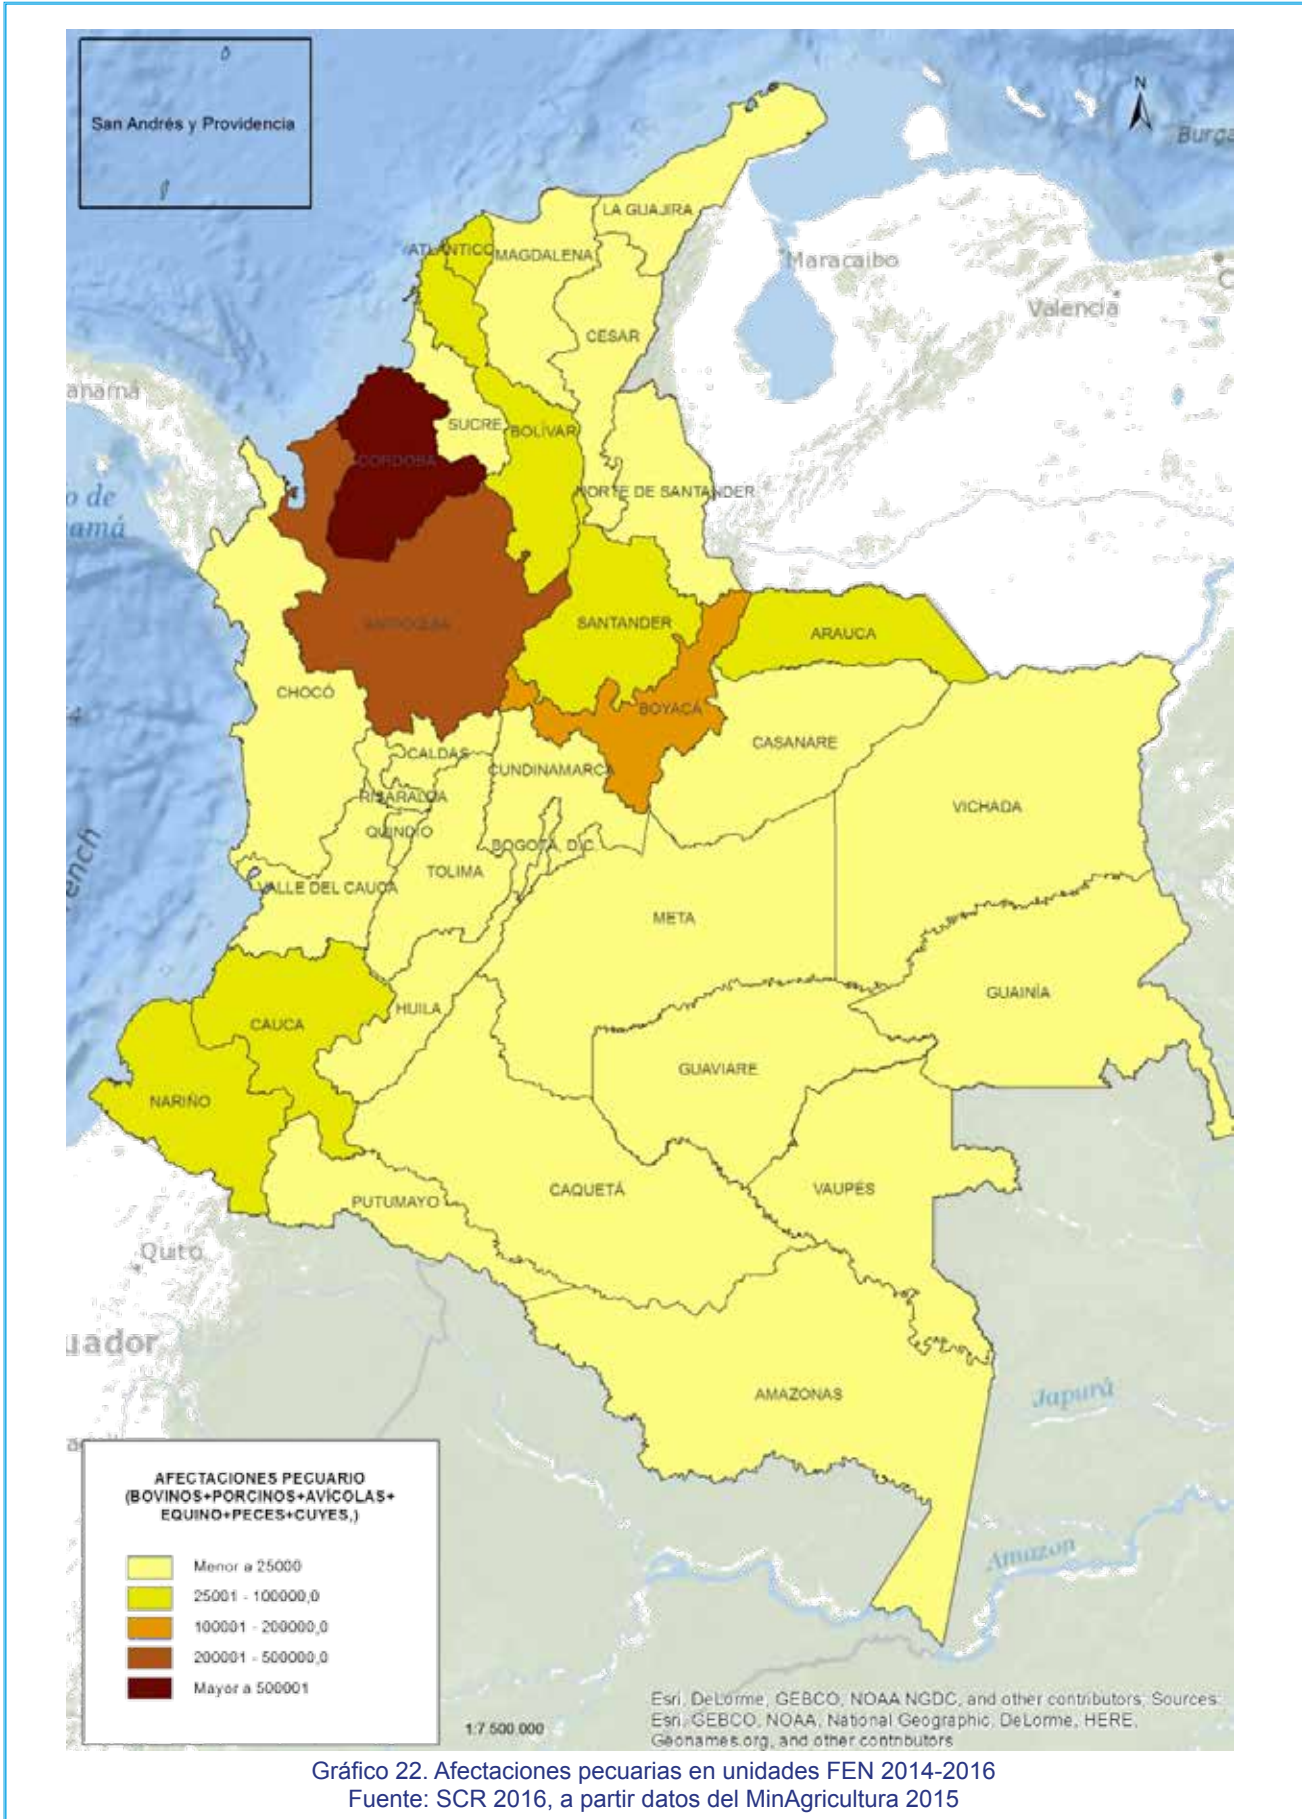 San Andrés y Providencia
N
LA GUAJIRA
ATLÁNTICO
MAGDALENA
Maracaibo
Valencia
CESAR
SUCRE
BOLÍVAR
CORDOBA
NORTE DE SANTANDER
SANTANDER
ARAUCA
CHOCÓ
BOYACÁ
CASANARE
CALDAS
CUNDINAMARCA
RISARALDA
VICHADA
QUINDIO
BOGOTÁ, D.C.
TOLIMA
VALLE DEL CAUCA
META
GUAINÍA
HUILA
CAUCA
GUAVIARE
NARIÑO
CAQUETÁ
VAUPÉS
PUTUMAYO
Quito
AMAZONAS
Japurá
Amazon
AFECTACIONES PECUARIO
(BOVINOS+PORCINOS+AVÍCOLAS+
EQUINO+PECES+CUYES,)
Menor a 25000
25001 - 100000,0
100001 - 200000,0
200001 - 500000,0
Mayor a 500001
1:7.500.000
Esri, DeLorme, GEBCO, NOAA NGDC, and other contributors; Sources:
Esri, GEBCO, NOAA, National Geographic, DeLorme, HERE,
Geonames.org, and other contributors
Gráfico 22. Afectaciones pecuarias en unidades FEN 2014-2016
Fuente: SCR 2016, a partir datos del MinAgricultura 2015